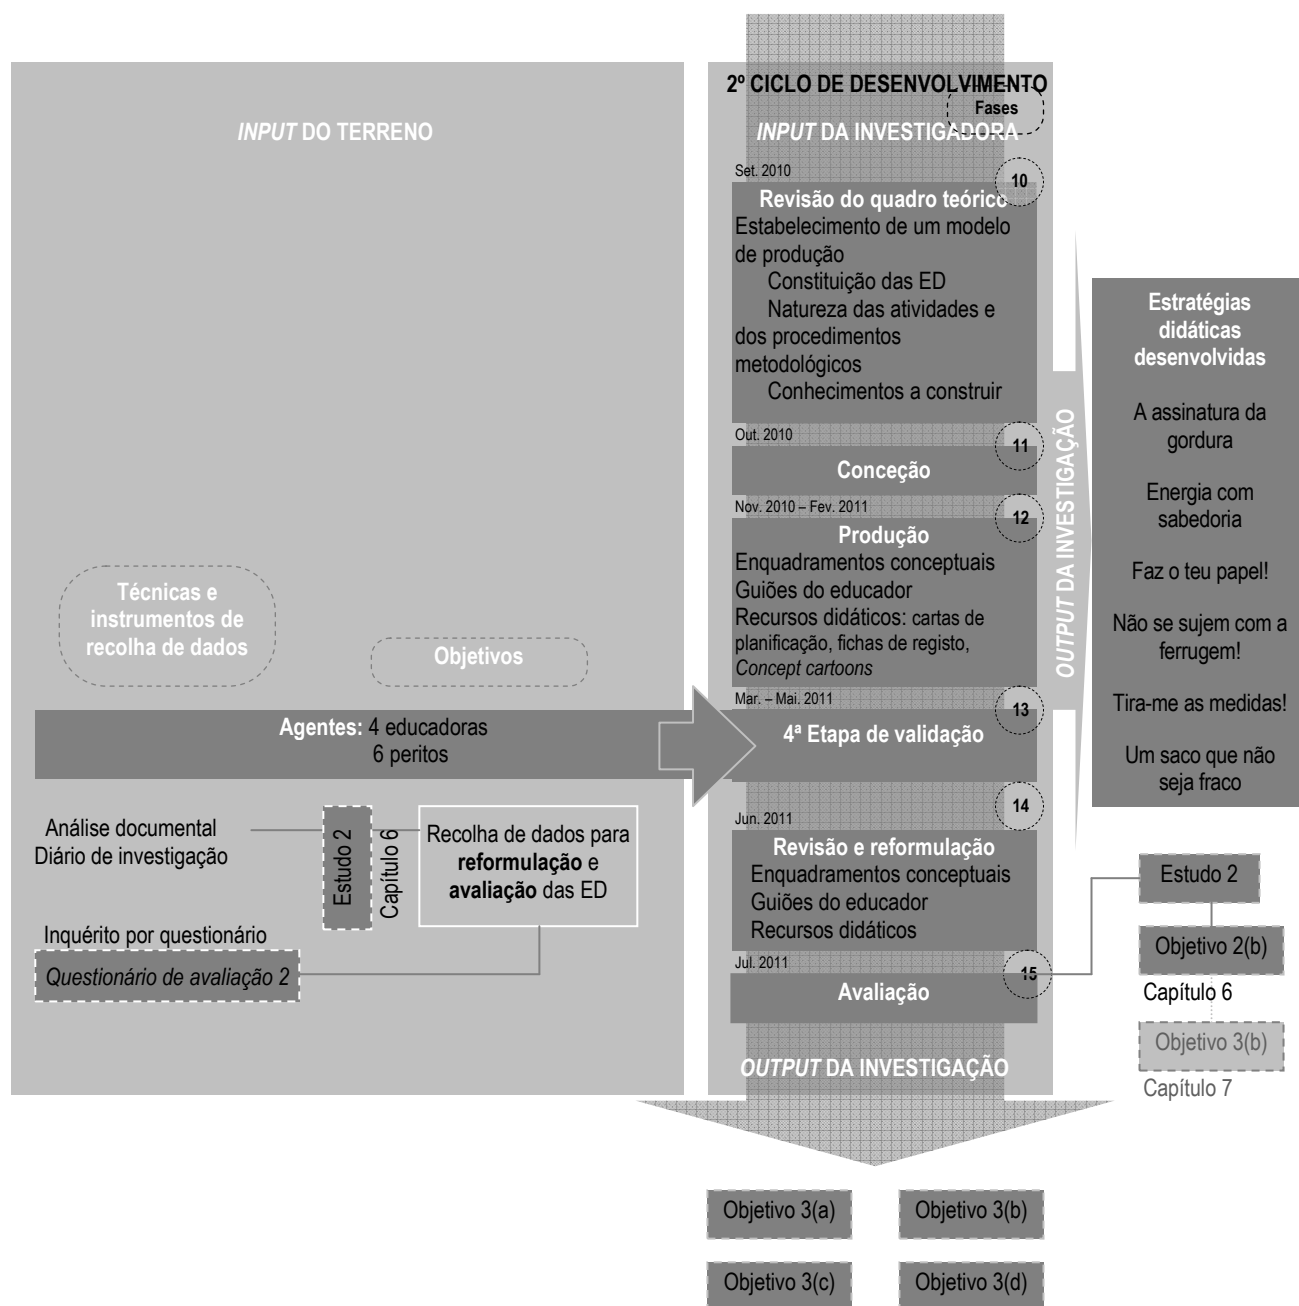 2º CICLO DE DESENVOLVIMENTO
Fases
INPUT DO TERRENO
INPUT DA INVESTIGADORA
Set. 2010
10
Revisão do quadro teórico
Estabelecimento de um modelo
de produção
Constituição das ED
Natureza das atividades e
dos procedimentos
metodológicos
Conhecimentos a construir
Out. 2010
11
Conceção
Nov. 2010 – Fev. 2011
12
Produção
Enquadramentos conceptuais
Guiões do educador
Recursos didáticos: cartas de
planificação, fichas de registo,
Concept cartoons
Mar. – Mai. 2011
13
4ª Etapa de validação
14
Jun. 2011
Revisão e reformulação
Enquadramentos conceptuais
Guiões do educador
Recursos didáticos
Jul. 2011
15
Avaliação
OUTPUT DA INVESTIGAÇÃO
Técnicas e
instrumentos de
recolha de dados
Objetivos
Agentes: 4 educadoras
6 peritos
Análise documental
Diário de investigação
Estudo 2
Capítulo 6
Recolha de dados para
reformulação e
avaliação das ED
Inquérito por questionário
Questionário de avaliação 2
OUTPUT DA INVESTIGAÇÃO
Estratégias
didáticas
desenvolvidas
A assinatura da
gordura
Energia com
sabedoria
Faz o teu papel!
Não se sujem com a
ferrugem!
Tira-me as medidas!
Um saco que não
seja fraco
Estudo 2
Objetivo 2(b)
Capítulo 6
Objetivo 3(b)
Capítulo 7
Objetivo 3(a)
Objetivo 3(b)
Objetivo 3(c)
Objetivo 3(d)